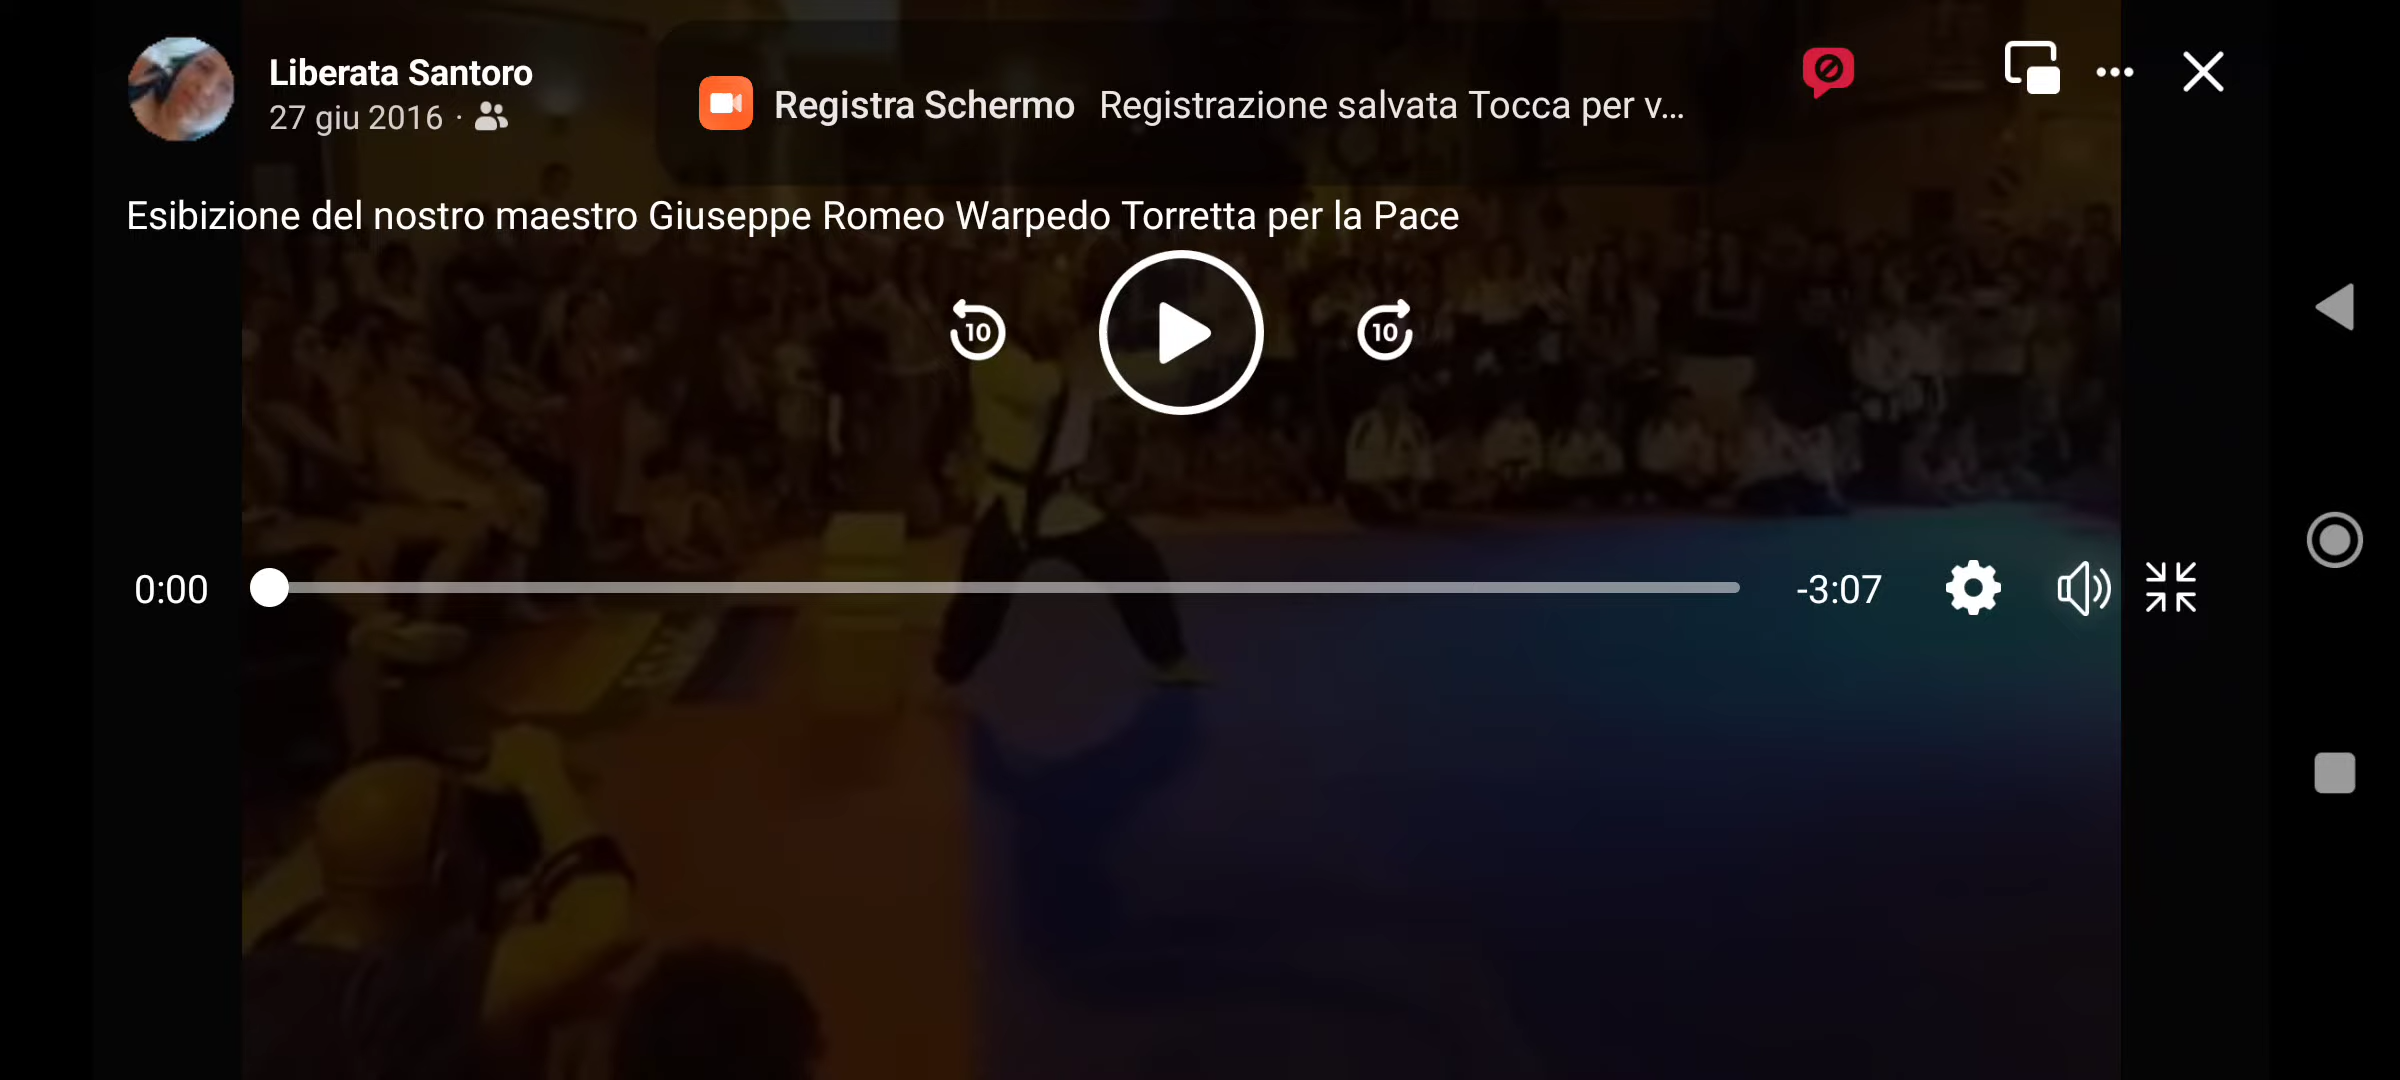 Liberata Santoro
27 giu 2016 ·
Registra Schermo Registrazione salvata Tocca per v...
Esibizione del nostro maestro Giuseppe Romeo Warpedo Torretta per la Pace
10 10
0:00 -3:07